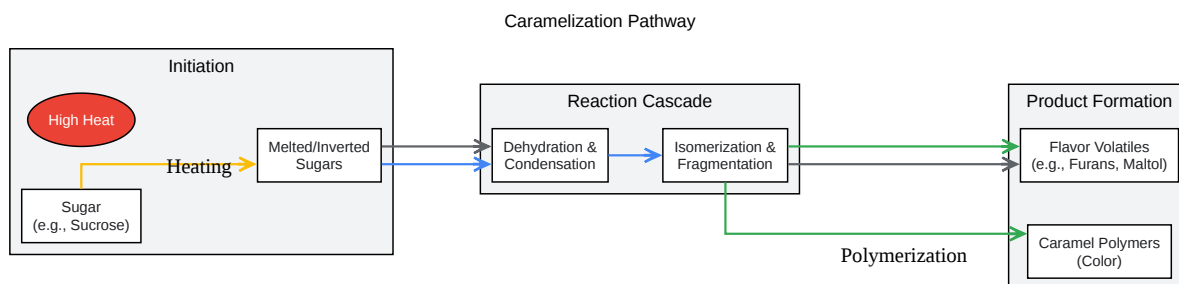 Caramelization Pathway
Initiation
High Heat
Heating
Melted/Inverted
Sugars
Sugar
(e.g., Sucrose)
Reaction Cascade
Dehydration &
Condensation
Isomerization &
Fragmentation
Polymerization
Product Formation
Flavor Volatiles
(e.g., Furans, Maltol)
Caramel Polymers
(Color)